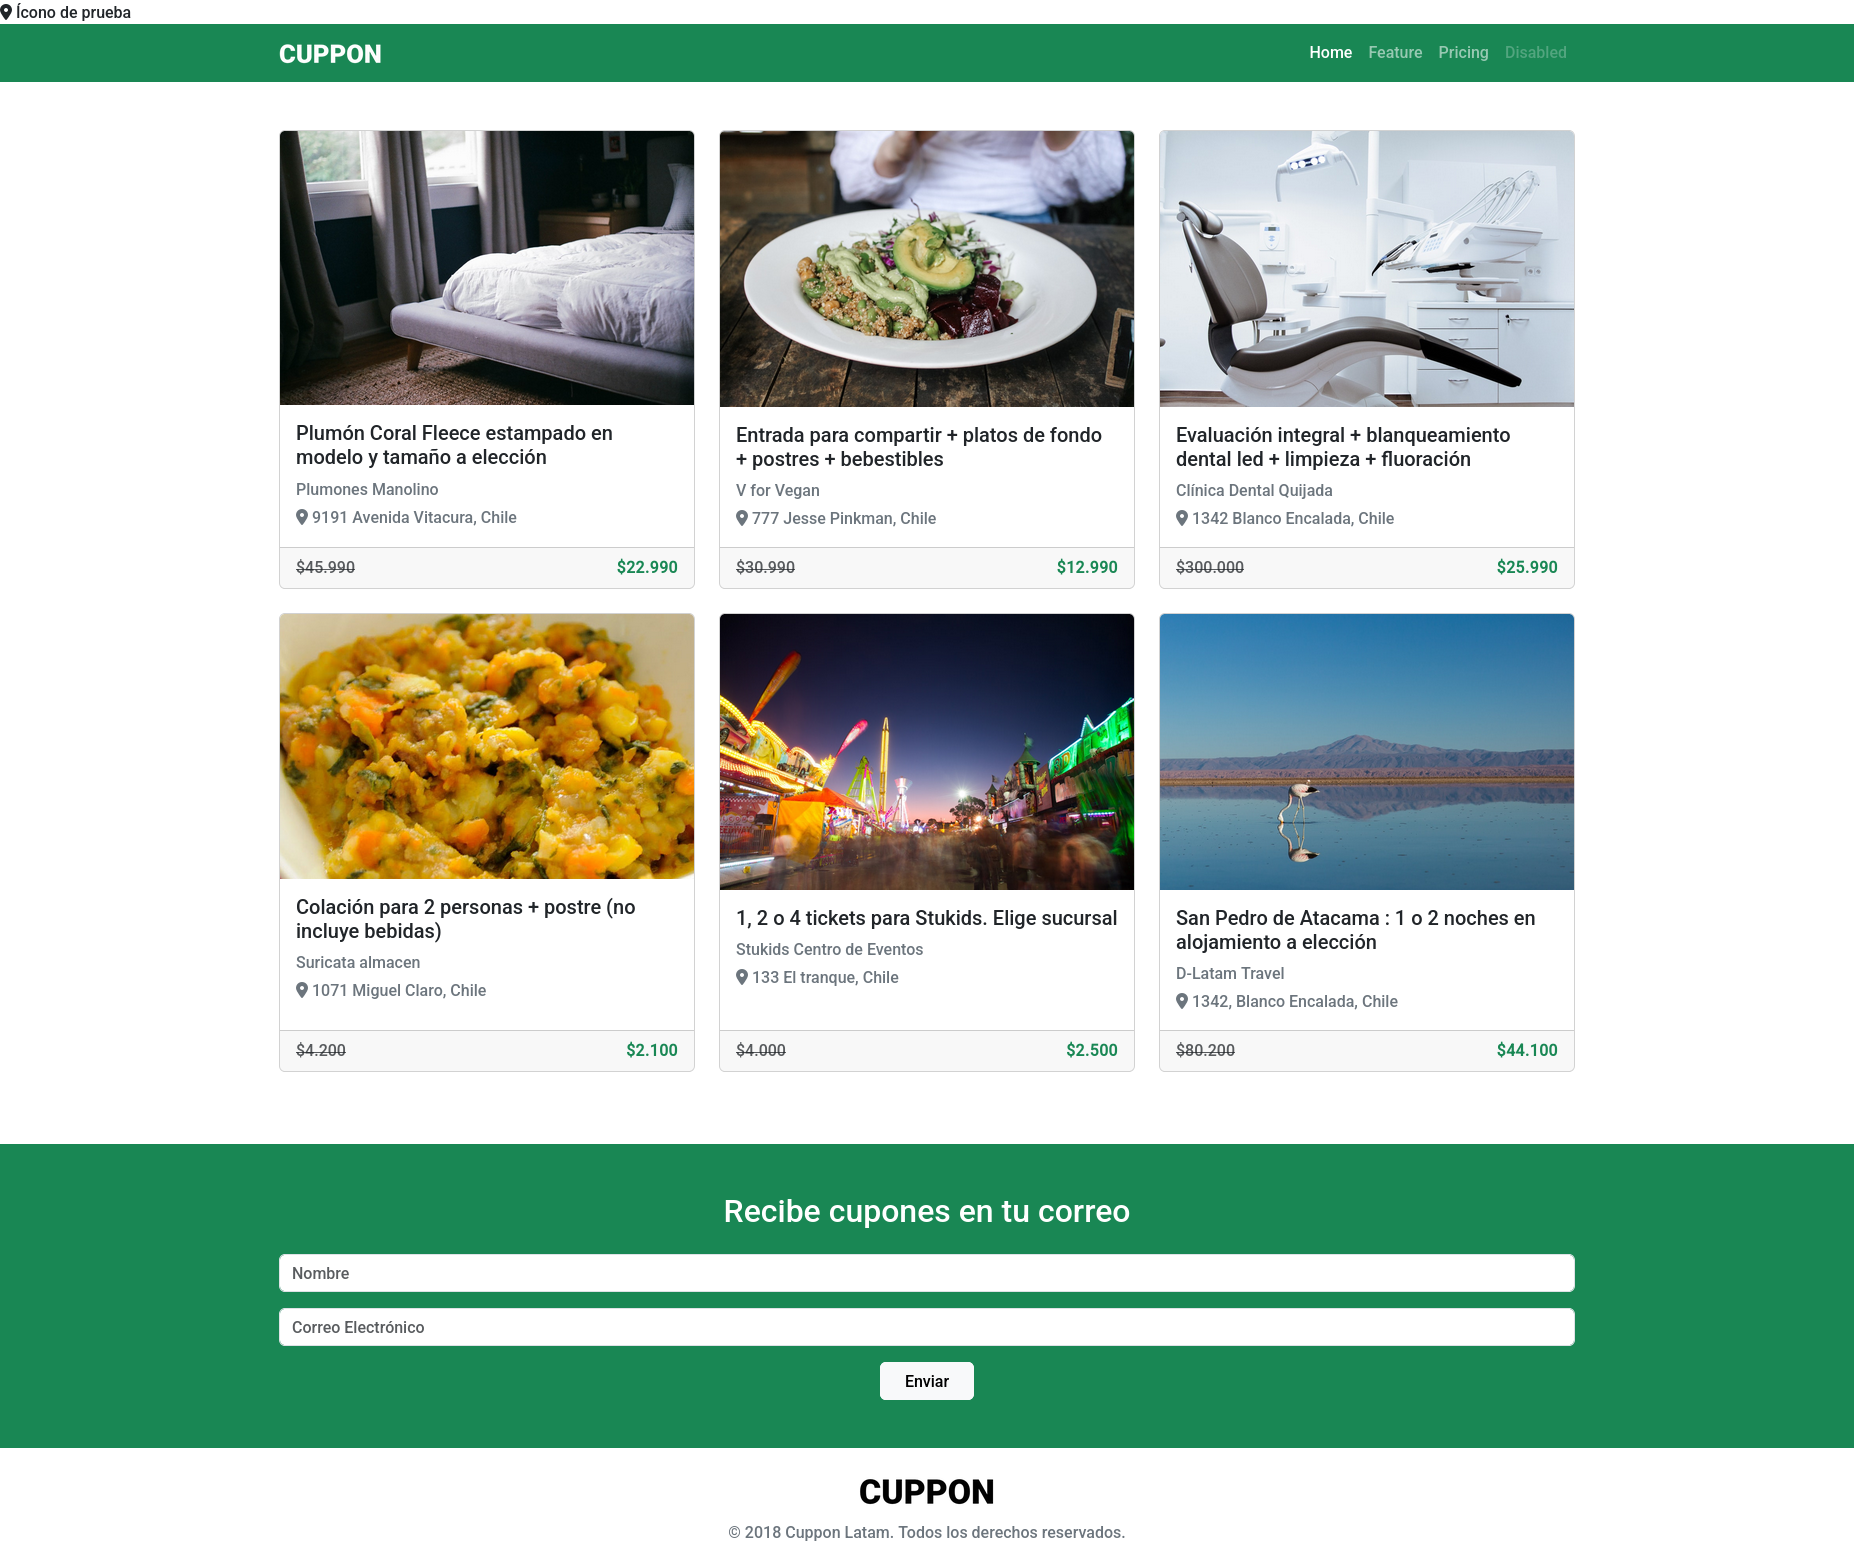 Ícono de prueba
CUPPON
Home Feature Pricing Disabled
Plumón Coral Fleece estampado en
modelo y tamaño a elección
Plumones Manolino
9191 Avenida Vitacura, Chile
$45.990 $22.990
Entrada para compartir + platos de fondo
+ postres + bebestibles
V for Vegan
777 Jesse Pinkman, Chile
$30.990 $12.990
Evaluación integral + blanqueamiento
dental led + limpieza + fluoración
Clínica Dental Quijada
1342 Blanco Encalada, Chile
$300.000 $25.990
Colación para 2 personas + postre (no
incluye bebidas)
Suricata almacen
1071 Miguel Claro, Chile
$4.200 $2.100
1, 2 o 4 tickets para Stukids. Elige sucursal
Stukids Centro de Eventos
133 El tranque, Chile
$4.000 $2.500
San Pedro de Atacama : 1 o 2 noches en
alojamiento a elección
D-Latam Travel
1342, Blanco Encalada, Chile
$80.200 $44.100
Recibe cupones en tu correo
Nombre
Correo Electrónico
Enviar
CUPPON
© 2018 Cuppon Latam. Todos los derechos reservados.